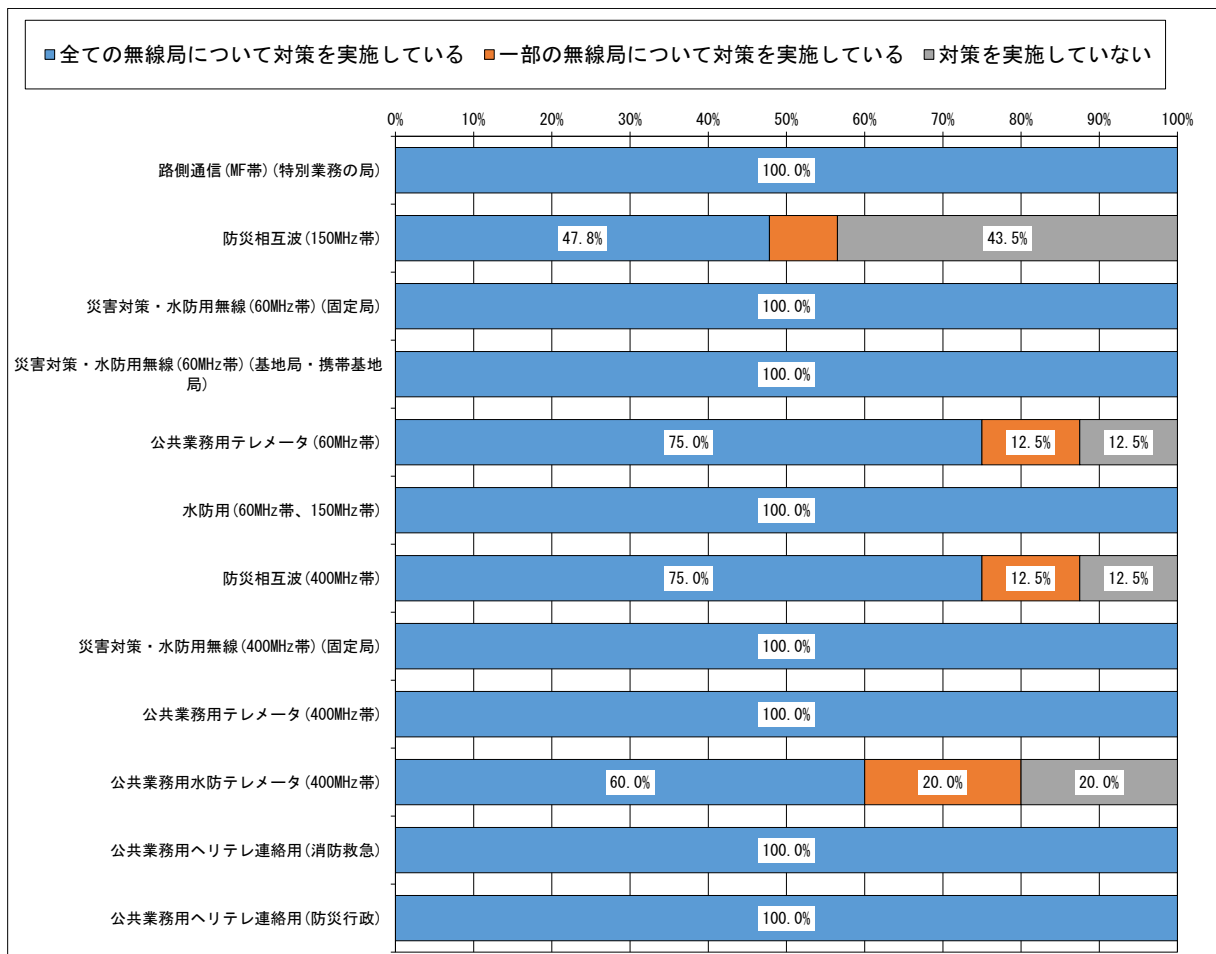 全ての無線局について対策を実施している 一部の無線局について対策を実施している 対策を実施していない
0% 10% 20% 30% 40% 50% 60% 70% 80% 90% 100%
路側通信(MF帯)(特別業務の局) 100.0%
防災相互波(150MHz帯) 47.8% 43.5%
災害対策・水防用無線(60MHz帯)(固定局) 100.0%
災害対策・水防用無線(60MHz帯)(基地局・携帯基地
局) 100.0%
公共業務用テレメータ(60MHz帯) 75.0% 12.5% 12.5%
水防用(60MHz帯、150MHz帯) 100.0%
防災相互波(400MHz帯) 75.0% 12.5% 12.5%
災害対策・水防用無線(400MHz帯)(固定局) 100.0%
公共業務用テレメータ(400MHz帯) 100.0%
公共業務用水防テレメータ(400MHz帯) 60.0% 20.0% 20.0%
公共業務用ヘリテレ連絡用(消防救急) 100.0%
公共業務用ヘリテレ連絡用(防災行政) 100.0%